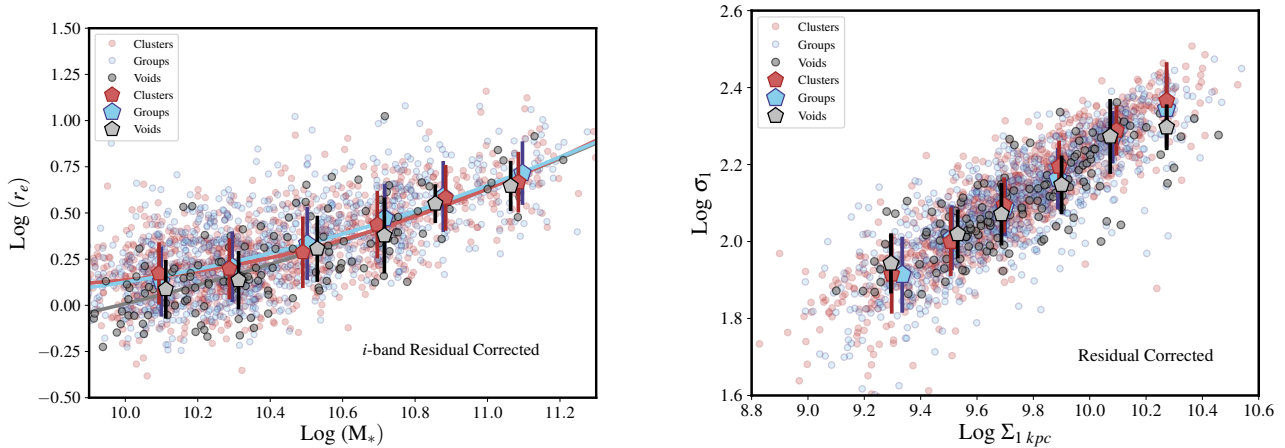 1.50
1.25
1.00
0.75
0.50
0.25
0.00
−0.25
−0.50
Log (r_e)
Clusters
Groups
Voids
Clusters
Groups
Voids
i-band Residual Corrected
10.0 10.2 10.4 10.6 10.8 11.0 11.2
Log (M_*)
2.6
2.4
2.2
2.0
1.8
1.6
Log σ_1
Clusters
Groups
Voids
Clusters
Groups
Voids
Residual Corrected
8.8 9.0 9.2 9.4 9.6 9.8 10.0 10.2 10.4 10.6
Log Σ_{1 kpc}